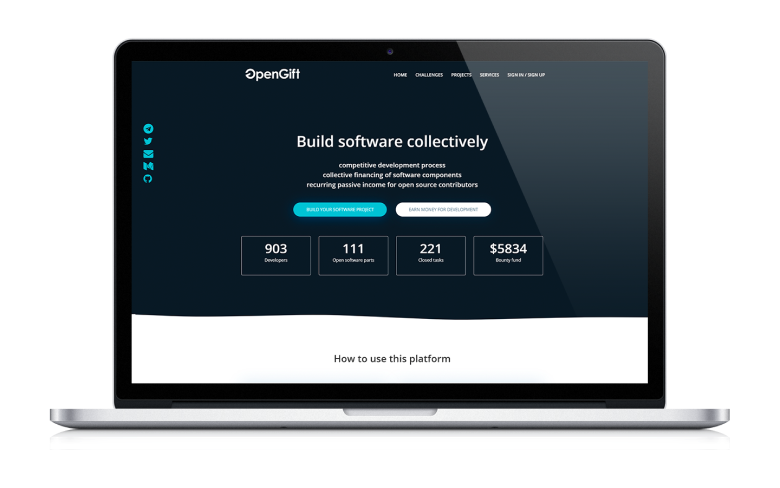 OpenGift
HOME CHALLENGES PROJECTS SERVICES SIGN IN / SIGN UP
Build software collectively
competitive development process
collective financing of software components
recurring passive income for open source contributors
BUILD YOUR SOFTWARE PROJECT EARN MONEY FOR DEVELOPMENT
903 111 221 $5834
Developers Open software parts Closed tasks Bounty fund
How to use this platform